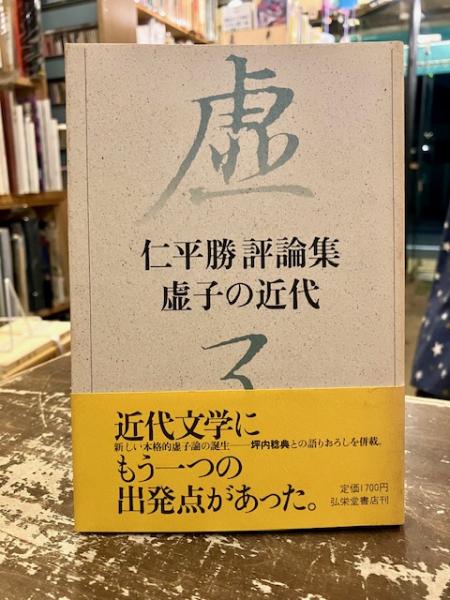 虚
仁平勝 評論集
虚子の近代
子
近代文学に
新しい本格的虚子論の誕生──坪内稔典との語りおろしを併載。
もう一つの
出発点があった。
定価1700円
弘栄堂書店刊